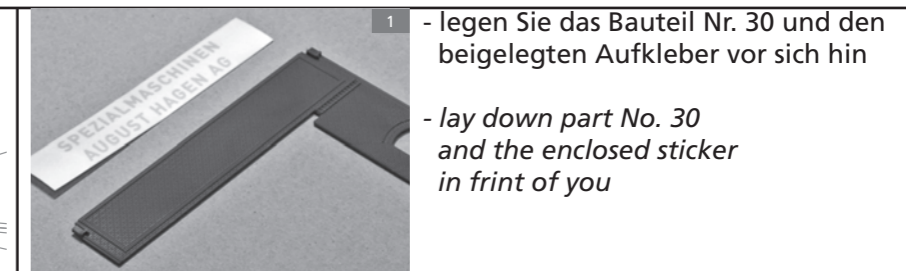 SPEZIALMASCHINEN
AUGUST HAGEN AG
1
- legen Sie das Bauteil Nr. 30 und den
beigelegten Aufkleber vor sich hin
- lay down part No. 30
and the enclosed sticker
in frint of you